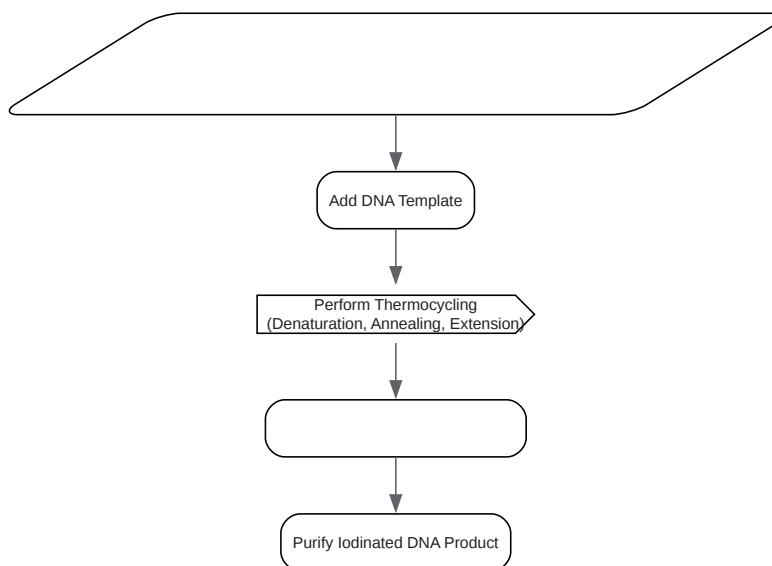 Add DNA Template
Perform Thermocycling
(Denaturation, Annealing, Extension)
Purify Iodinated DNA Product